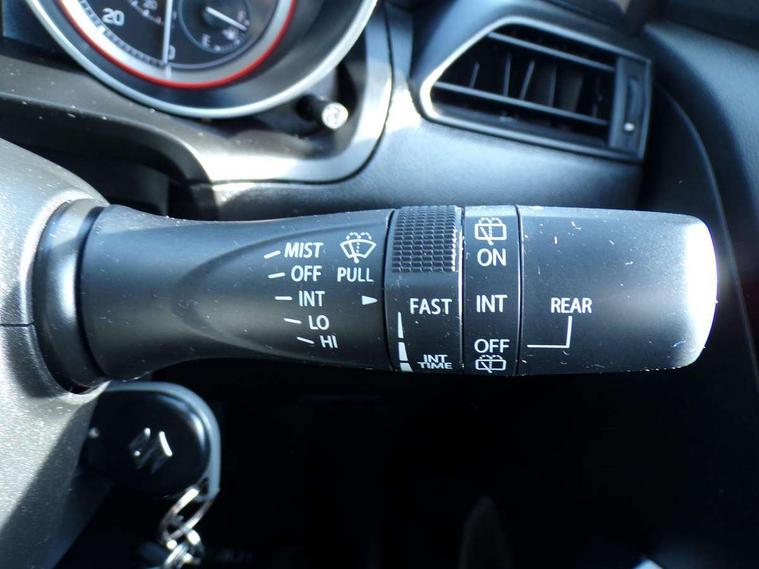 20
MIST
OFF
PULL
INT
LO
HI
FAST
INT
TIME
ON
INT
OFF
REAR